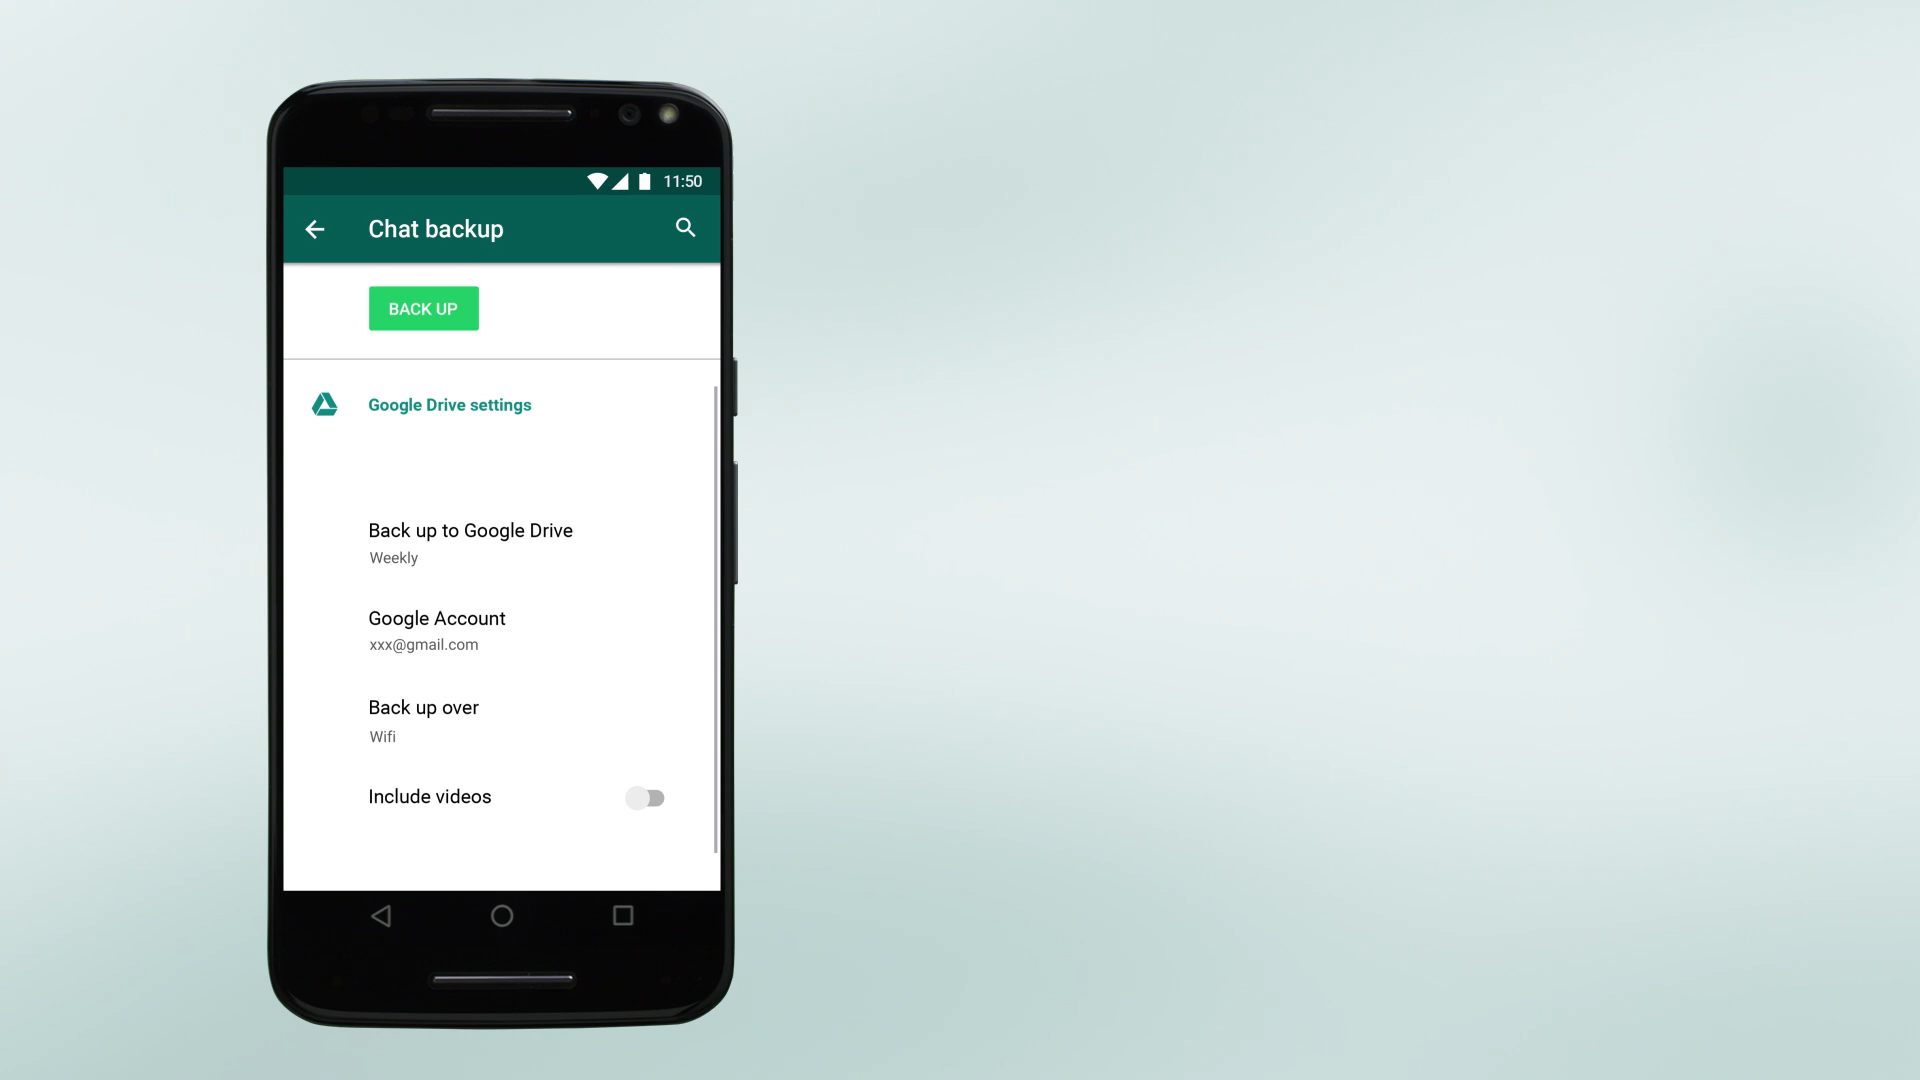 11:50
Chat backup
BACK UP
Google Drive settings
Back up to Google Drive
Weekly
Google Account
xxx@gmail.com
Back up over
Wifi
Include videos